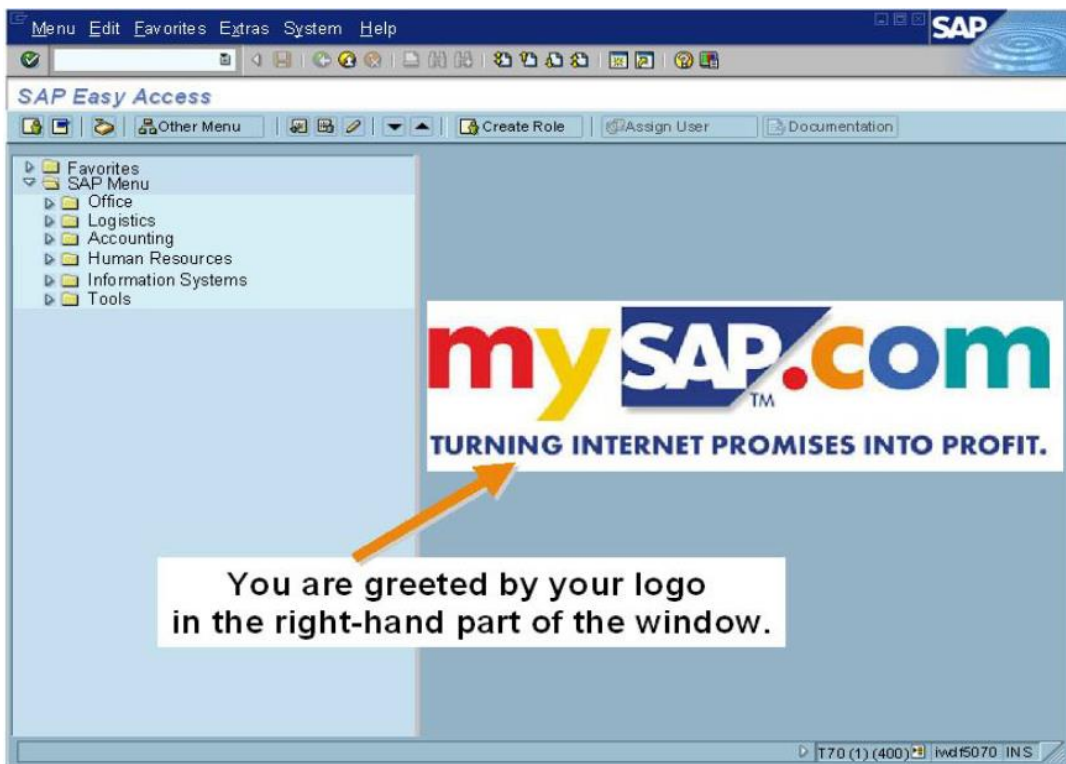 Menu Edit Favorites Extras System Help
SAP
SAP Easy Access
Other Menu Create Role Assign User Documentation
Favorites
SAP Menu
Office
Logistics
Accounting
Human Resources
Information Systems
Tools
mySAP.com
TM
TURNING INTERNET PROMISES INTO PROFIT.
You are greeted by your logo
in the right-hand part of the window.
T70 (1) (400) iwdf5070 INS